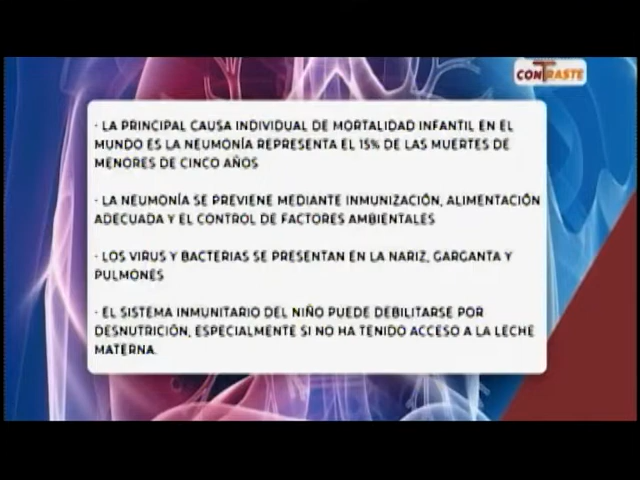 CONTRASTE
· LA PRINCIPAL CAUSA INDIVIDUAL DE MORTALIDAD INFANTIL EN EL
MUNDO ES LA NEUMONÍA REPRESENTA EL 15% DE LAS MUERTES DE
MENORES DE CINCO AÑOS
· LA NEUMONÍA SE PREVIENE MEDIANTE INMUNIZACIÓN, ALIMENTACIÓN
ADECUADA Y EL CONTROL DE FACTORES AMBIENTALES
· LOS VIRUS Y BACTERIAS SE PRESENTAN EN LA NARIZ, GARGANTA Y
PULMONES
· EL SISTEMA INMUNITARIO DEL NIÑO PUEDE DEBILITARSE POR
DESNUTRICIÓN, ESPECIALMENTE SI NO HA TENIDO ACCESO A LA LECHE
MATERNA.